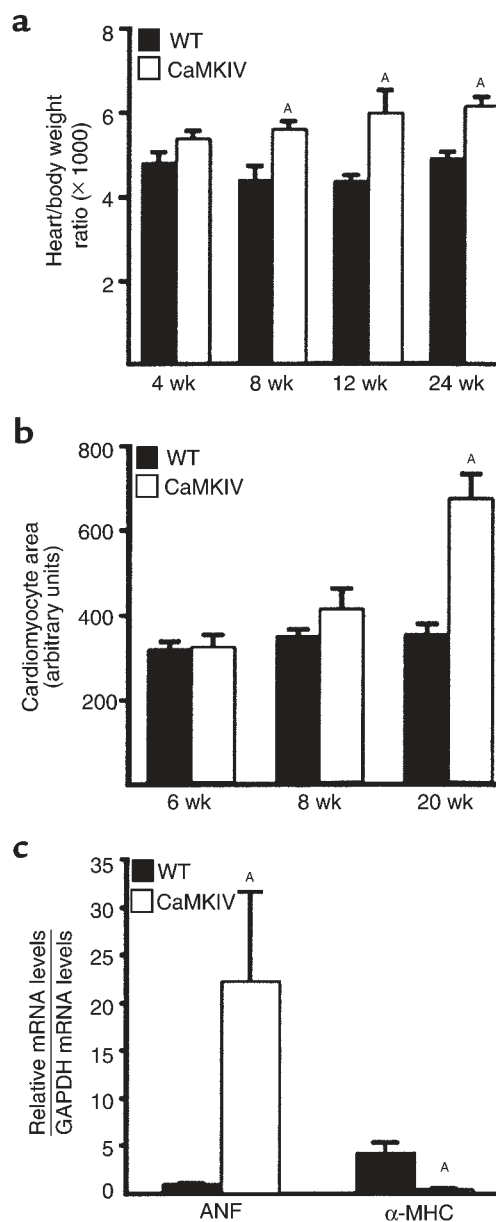 a
WT
CaMKIV
Heart/body weight
ratio (× 1000)
8
6
4
2
A
A
A
4 wk
8 wk
12 wk
24 wk
b
WT
CaMKIV
Cardiomyocyte area
(arbitrary units)
800
600
400
200
A
6 wk
8 wk
20 wk
c
WT
CaMKIV
Relative mRNA levels
GAPDH mRNA levels
35
30
25
20
15
10
5
0
A
A
ANF
α-MHC